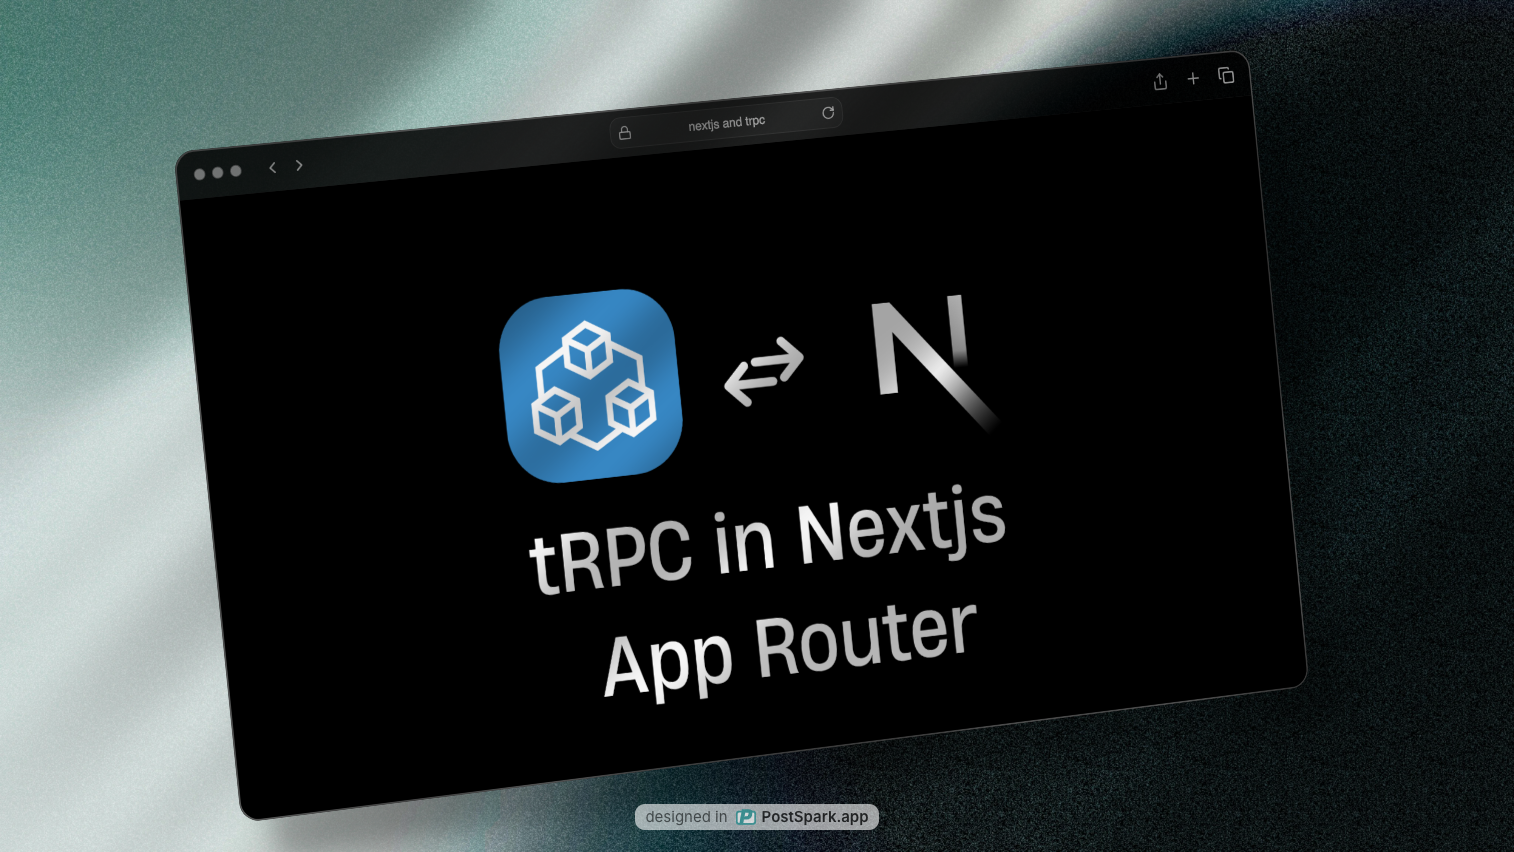 nextjs and trpc
tRPC in Nextjs
App Router
designed in PostSpark.app